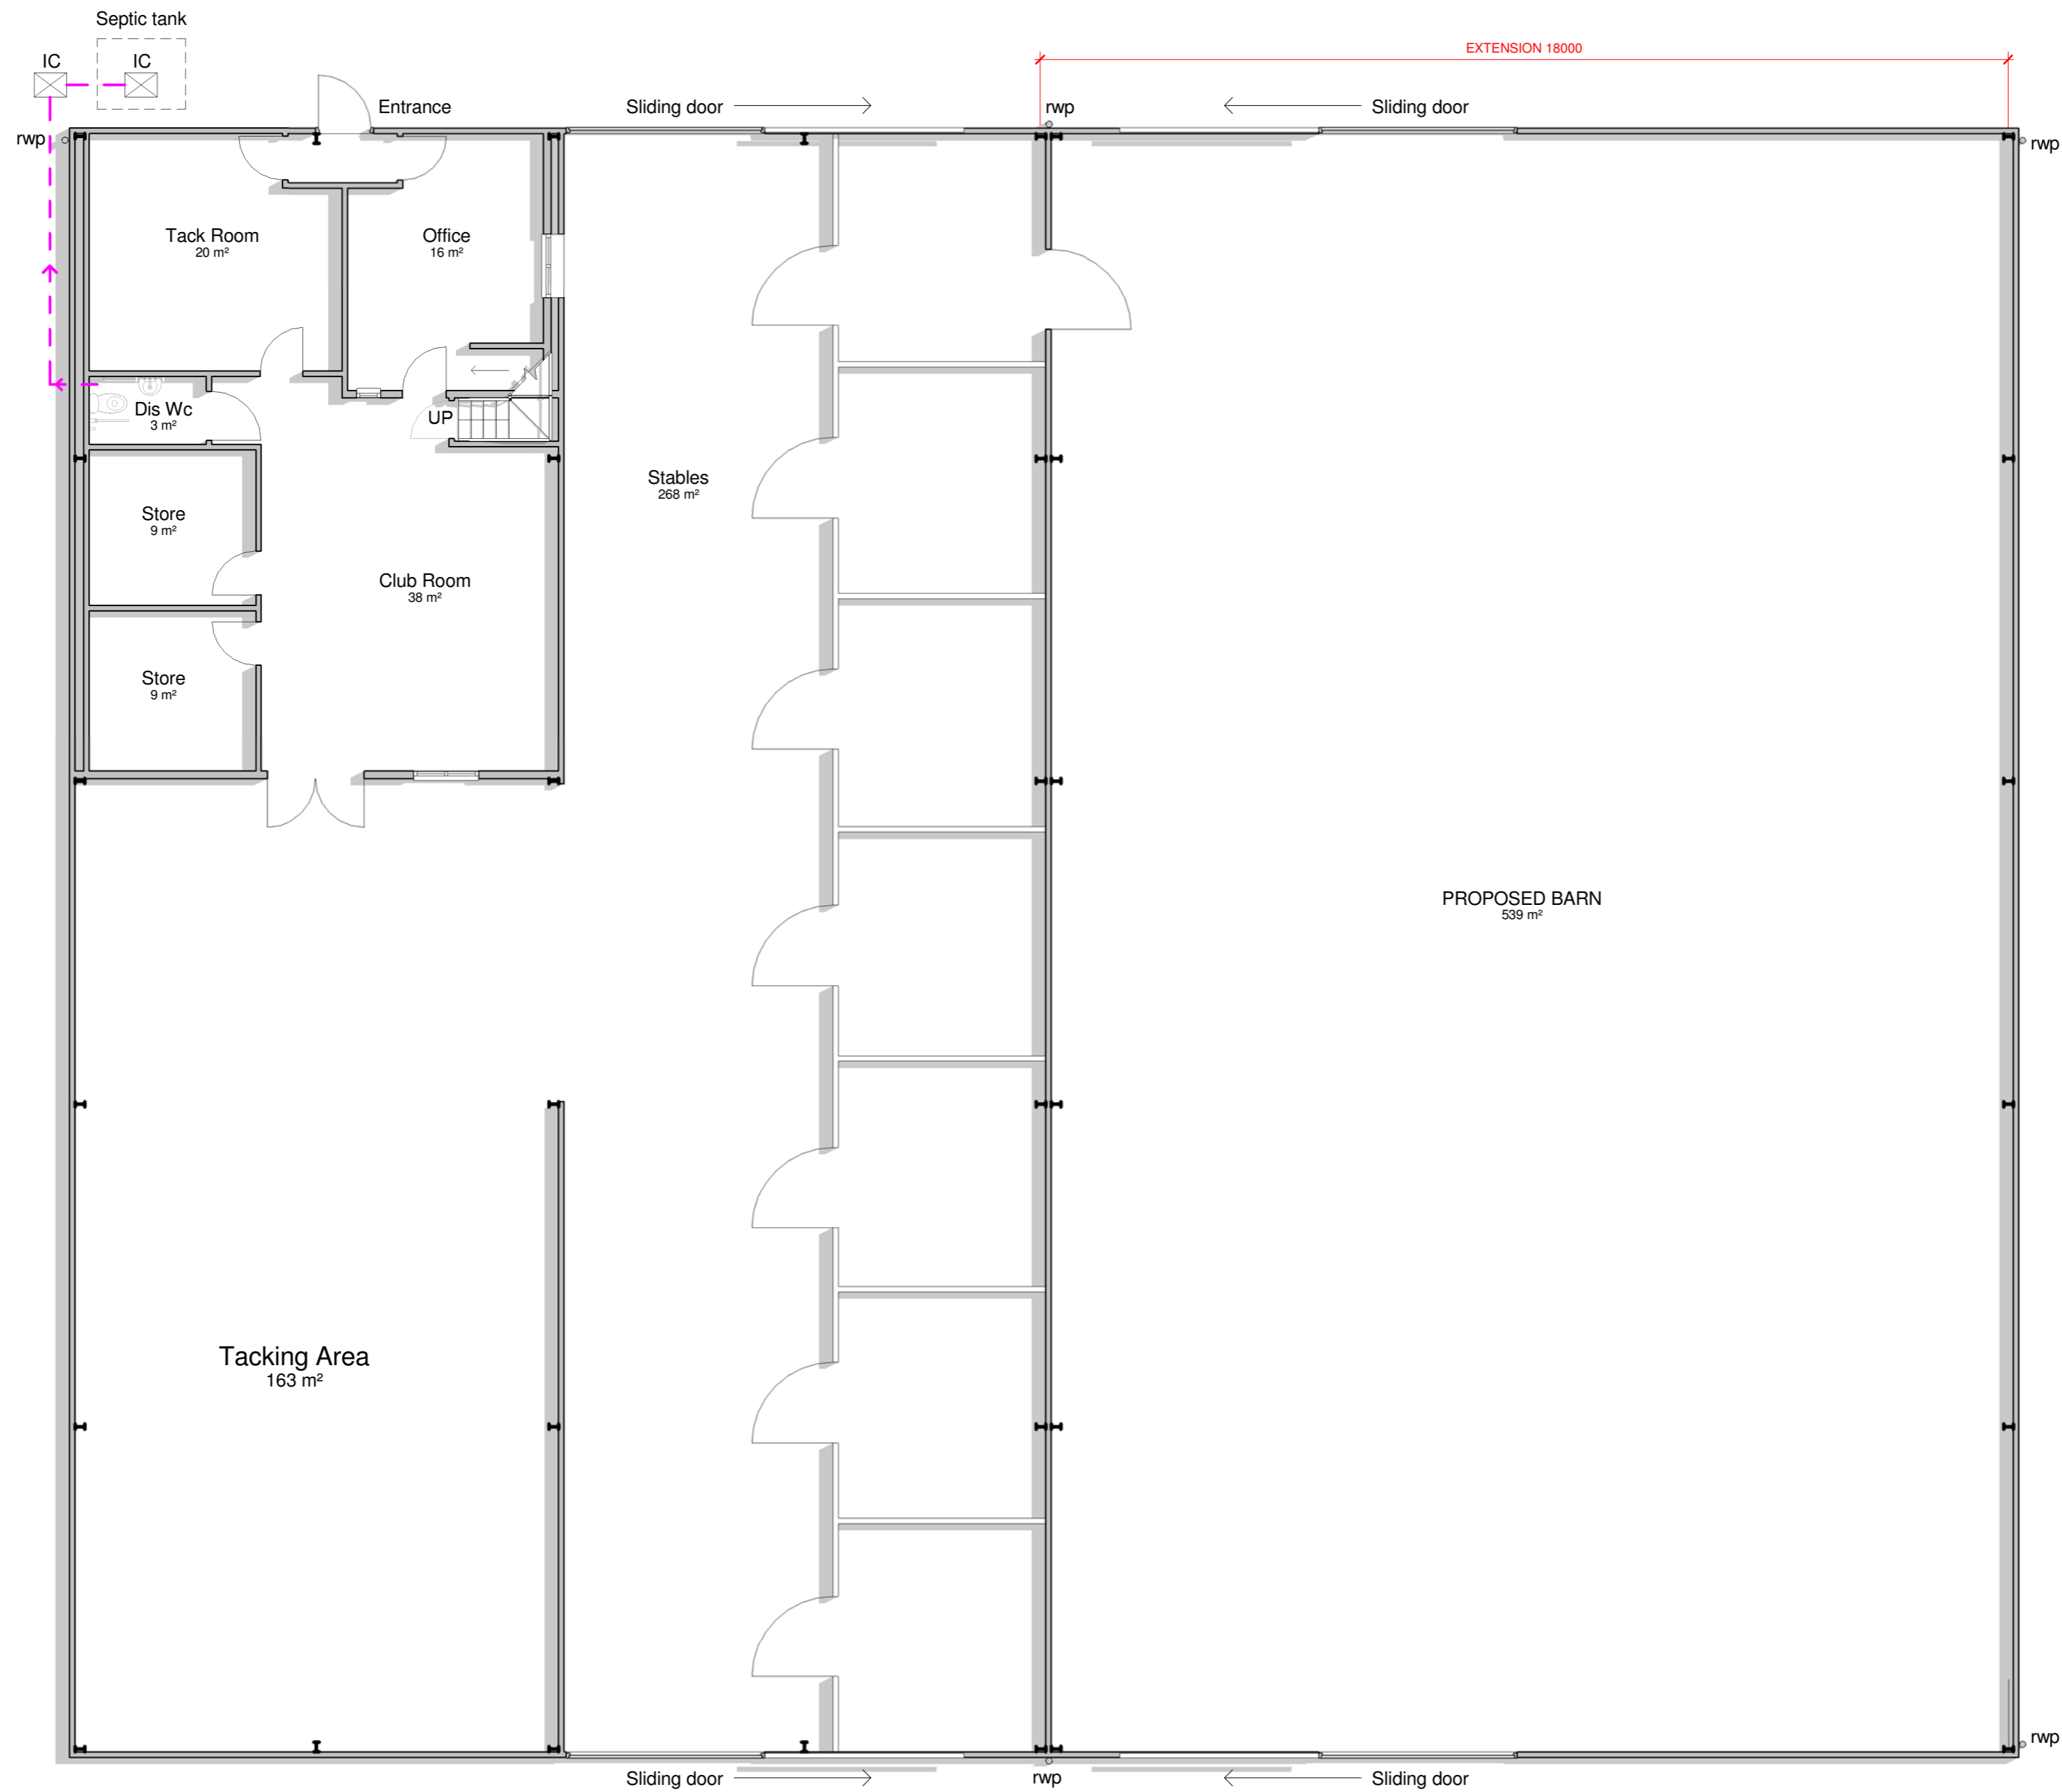 Septic tank
IC
IC
EXTENSION 18000
Entrance
Sliding door
rwp
Sliding door
rwp
rwp
Tack Room
20 m²
Office
16 m²
Dis Wc
3 m²
UP
Stables
268 m²
Store
9 m²
Club Room
38 m²
Store
9 m²
PROPOSED BARN
539 m²
Tacking Area
163 m²
rwp
Sliding door
rwp
Sliding door